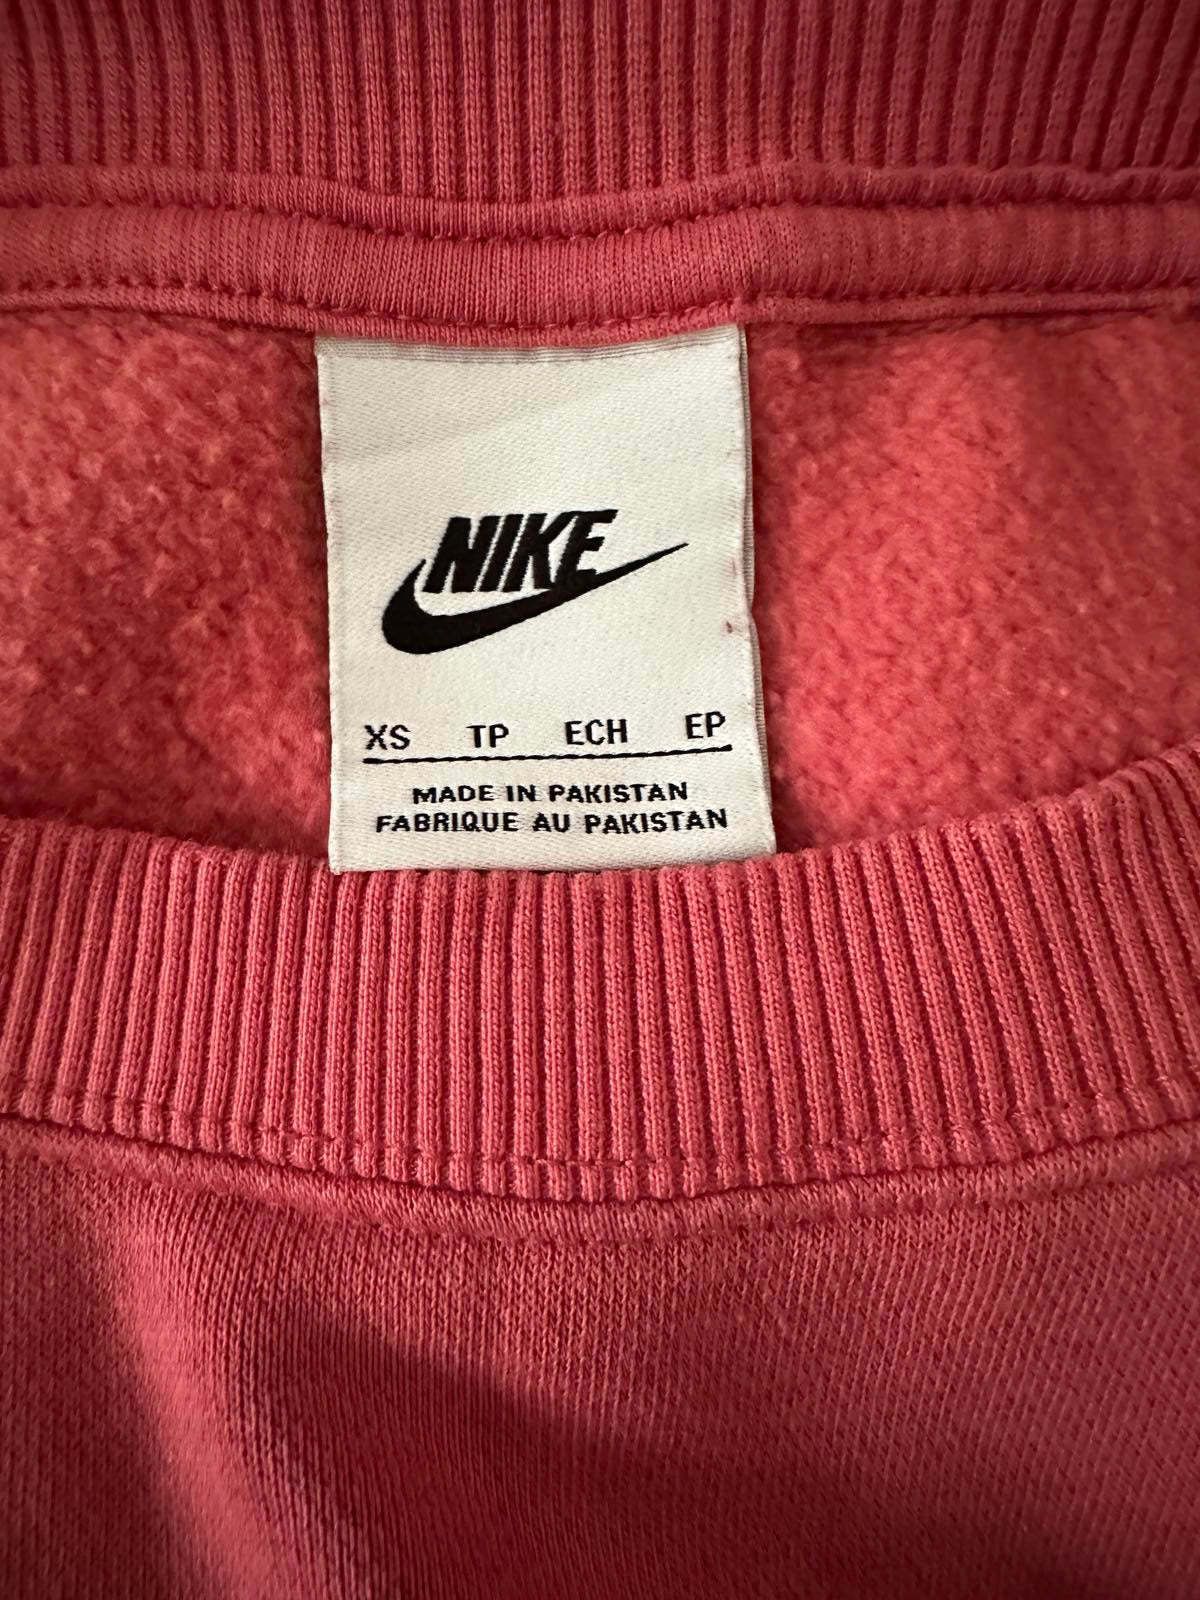 NIKE
XS TP ECH EP
MADE IN PAKISTAN
FABRIQUE AU PAKISTAN